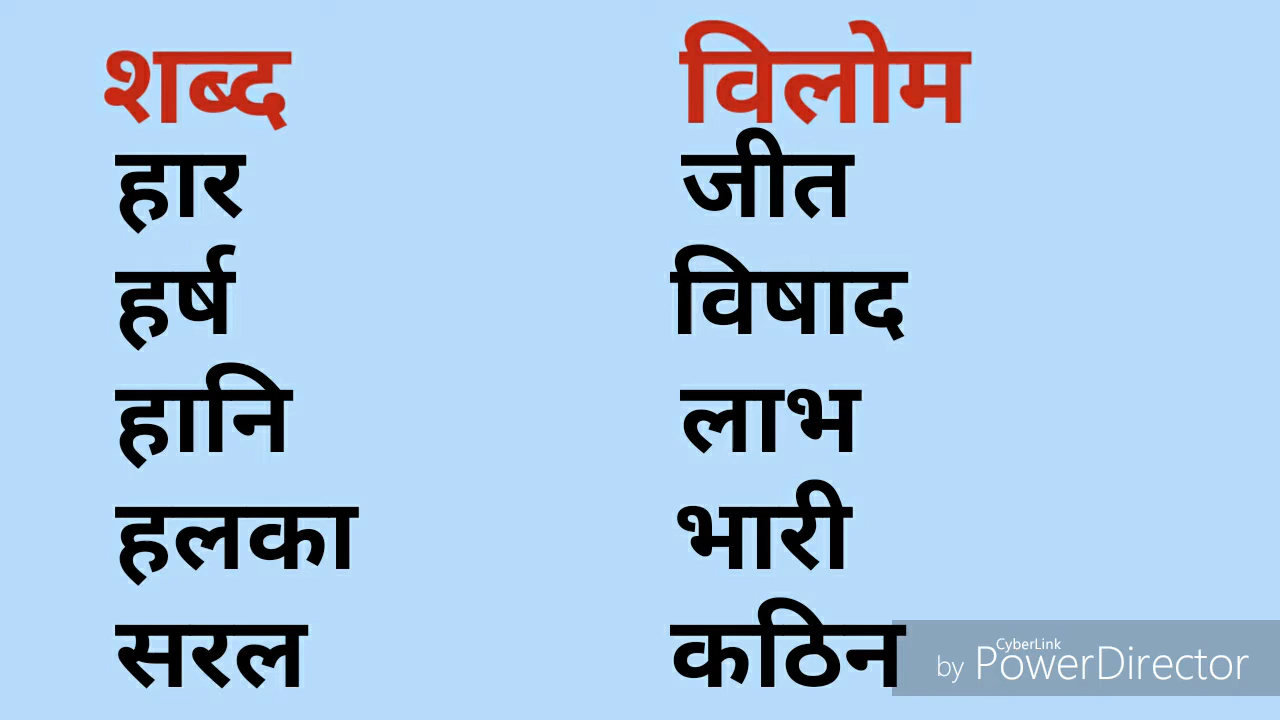 शब्द विलोम
हार जीत
हर्ष विषाद
हानि लाभ
हलका भारी
सरल कठिन
CyberLink
by PowerDirector